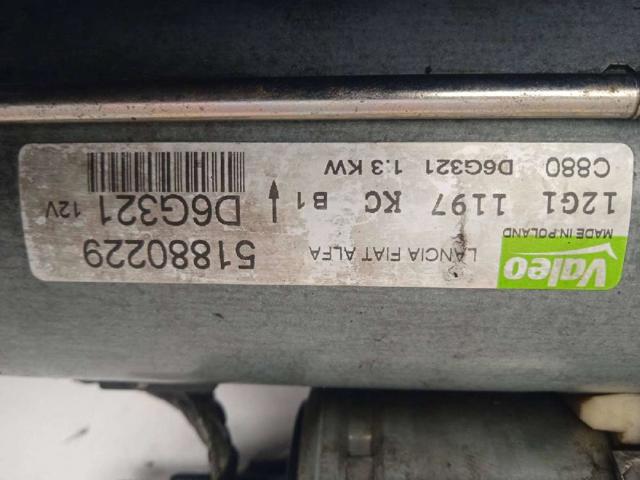 Valeo
MADE IN POLAND
LANCIA FIAT ALFA
51880229
12G1 1197 KC B1
D6G321 12V
C880 D6G321 1.3 KW